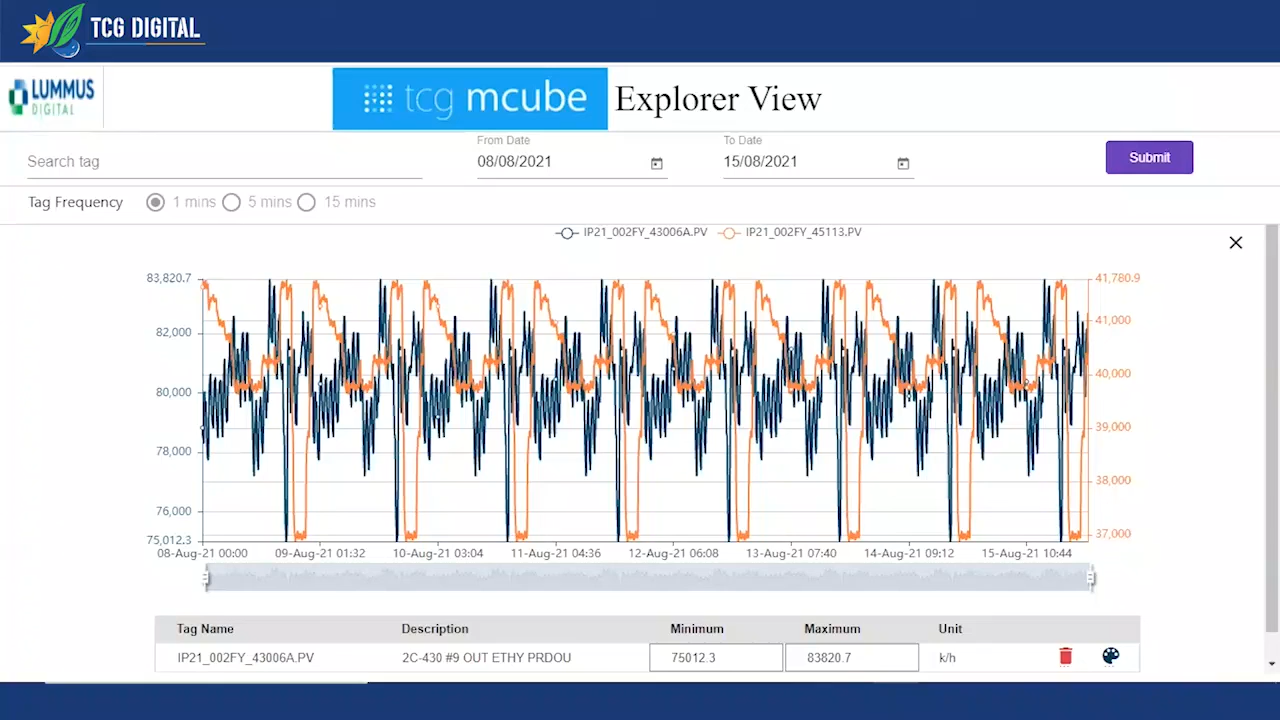 TCG DIGITAL
LUMMUS
DIGITAL
tcg mcube
Explorer View
From Date
To Date
Search tag
08/08/2021
15/08/2021
Submit
Tag Frequency
1 mins
5 mins
15 mins
IP21_002FY_43006A.PV
IP21_002FY_45113.PV
83,820.7
82,000
80,000
78,000
76,000
75,012.3
41,780.9
41,000
40,000
39,000
38,000
37,000
08-Aug-21 00:00
09-Aug-21 01:32
10-Aug-21 03:04
11-Aug-21 04:36
12-Aug-21 06:08
13-Aug-21 07:40
14-Aug-21 09:12
15-Aug-21 10:44
Tag Name Description Minimum Maximum Unit
IP21_002FY_43006A.PV 2C-430 #9 OUT ETHY PRDOU 75012.3 83820.7 k/h